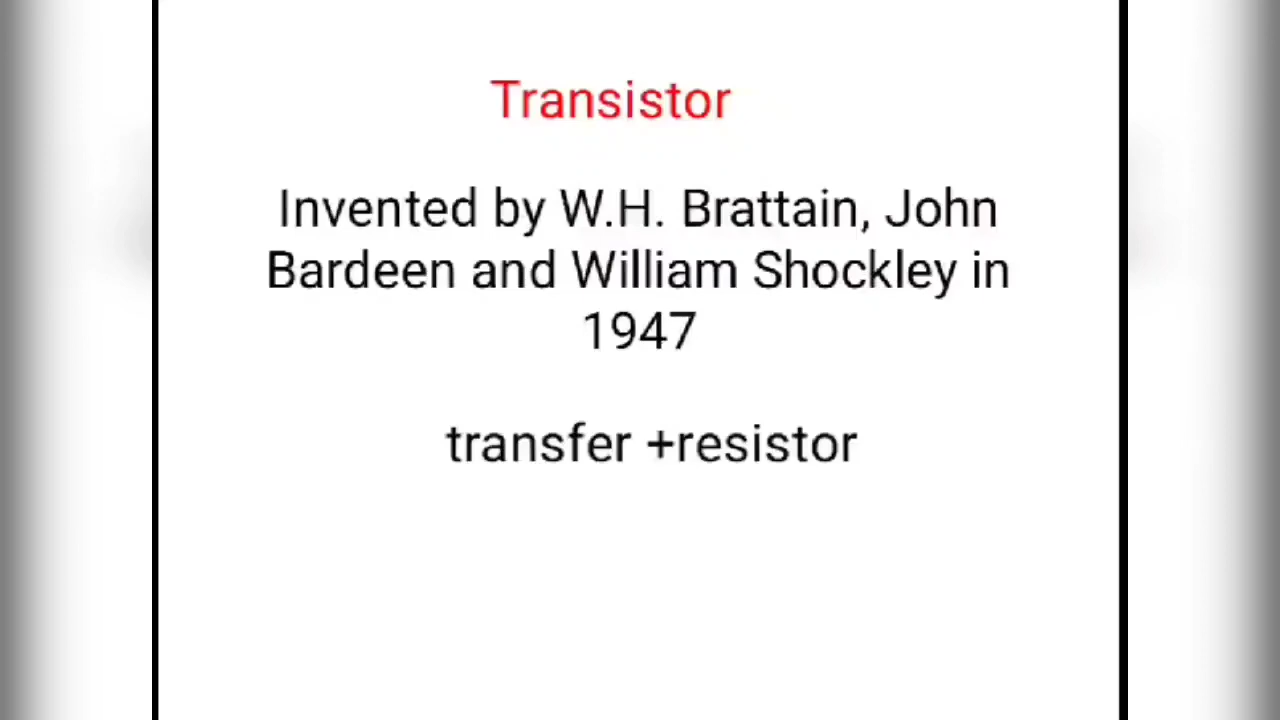 Transistor
Invented by W.H. Brattain, John
Bardeen and William Shockley in
1947
transfer +resistor